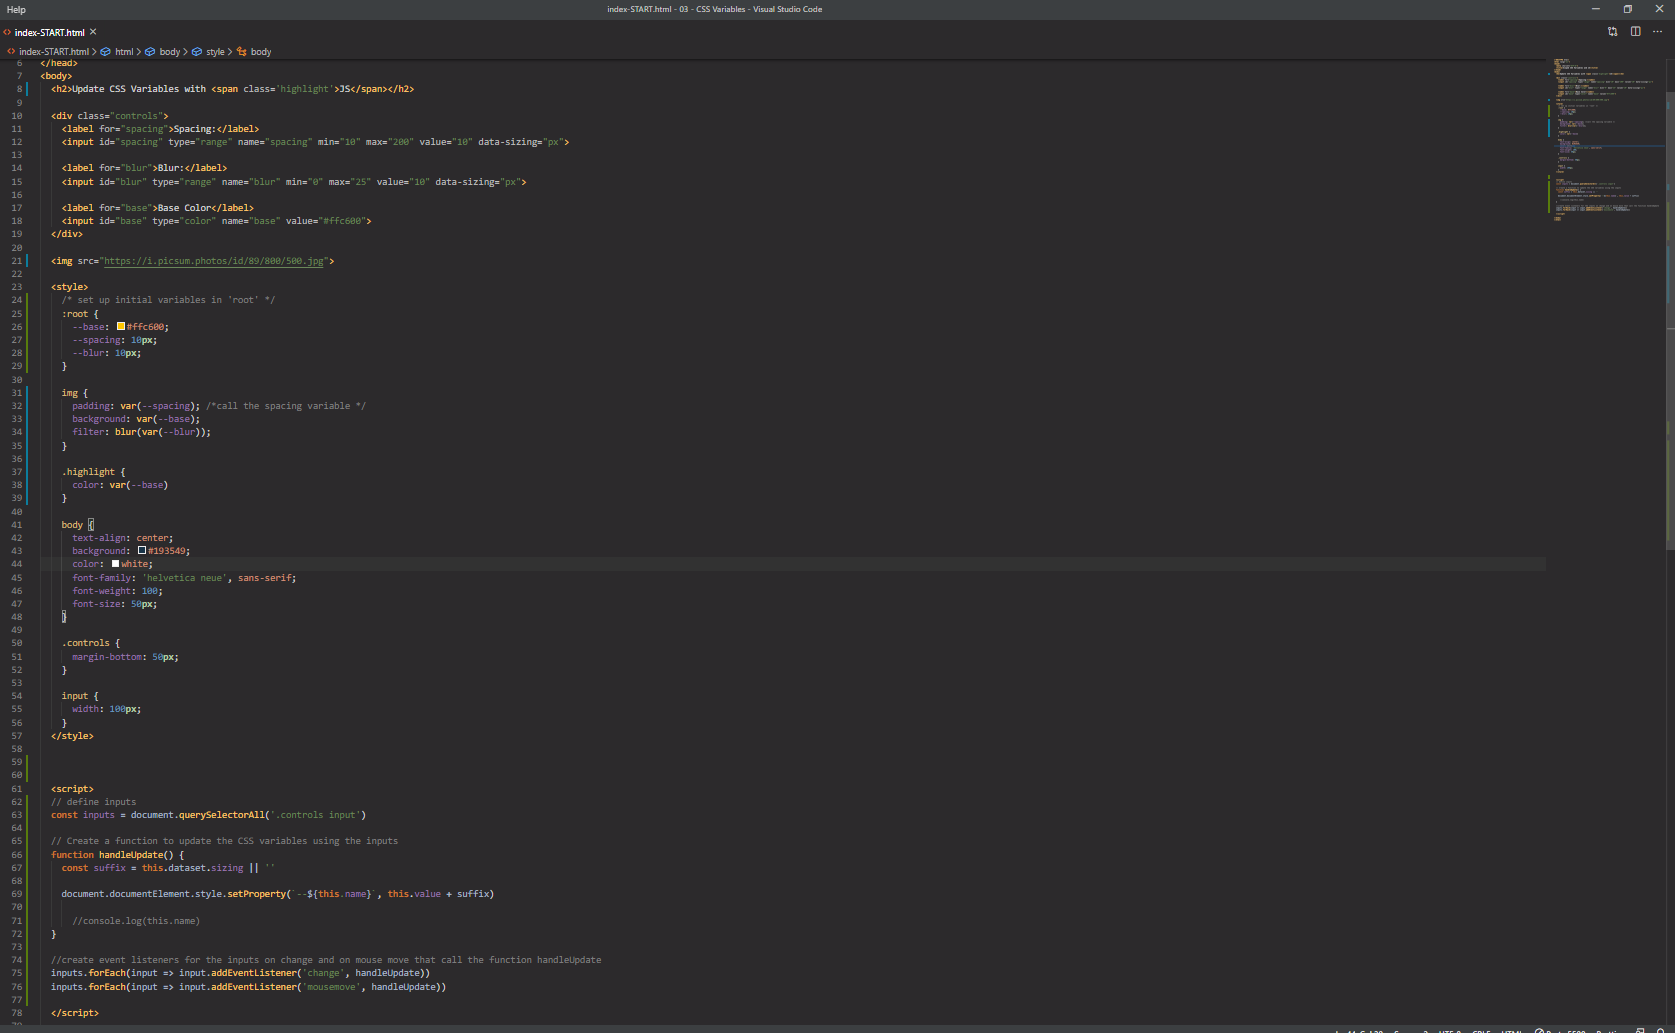 Help
index-START.html - 03 - CSS Variables - Visual Studio Code
index-START.html
index-START.html > html > body > style > body
6 </head>
7 <body>
8 <h2>Update CSS Variables with <span class='highlight'>JS</span></h2>
9
10 <div class="controls">
11 <label for="spacing">Spacing:</label>
12 <input id="spacing" type="range" name="spacing" min="10" max="200" value="10" data-sizing="px">
13
14 <label for="blur">Blur:</label>
15 <input id="blur" type="range" name="blur" min="0" max="25" value="10" data-sizing="px">
16
17 <label for="base">Base Color</label>
18 <input id="base" type="color" name="base" value="#ffc600">
19 </div>
20
21 <img src="https://i.picsum.photos/id/89/800/500.jpg">
22
23 <style>
24 /* set up initial variables in 'root' */
25 :root {
26 --base: #ffc600;
27 --spacing: 10px;
28 --blur: 10px;
29 }
30
31 img {
32 padding: var(--spacing); /*call the spacing variable */
33 background: var(--base);
34 filter: blur(var(--blur));
35 }
36
37 .highlight {
38 color: var(--base)
39 }
40
41 body {
42 text-align: center;
43 background: #193549;
44 color: white;
45 font-family: 'helvetica neue', sans-serif;
46 font-weight: 100;
47 font-size: 50px;
48 }
49
50 .controls {
51 margin-bottom: 50px;
52 }
53
54 input {
55 width: 100px;
56 }
57 </style>
58
59
60
61 <script>
62 // define inputs
63 const inputs = document.querySelectorAll('.controls input')
64
65 // Create a function to update the CSS variables using the inputs
66 function handleUpdate() {
67 const suffix = this.dataset.sizing || ''
68
69 document.documentElement.style.setProperty(`--${this.name}`, this.value + suffix)
70
71 //console.log(this.name)
72 }
73
74 //create event listeners for the inputs on change and on mouse move that call the function handleUpdate
75 inputs.forEach(input => input.addEventListener('change', handleUpdate))
76 inputs.forEach(input => input.addEventListener('mousemove', handleUpdate))
77
78 </script>